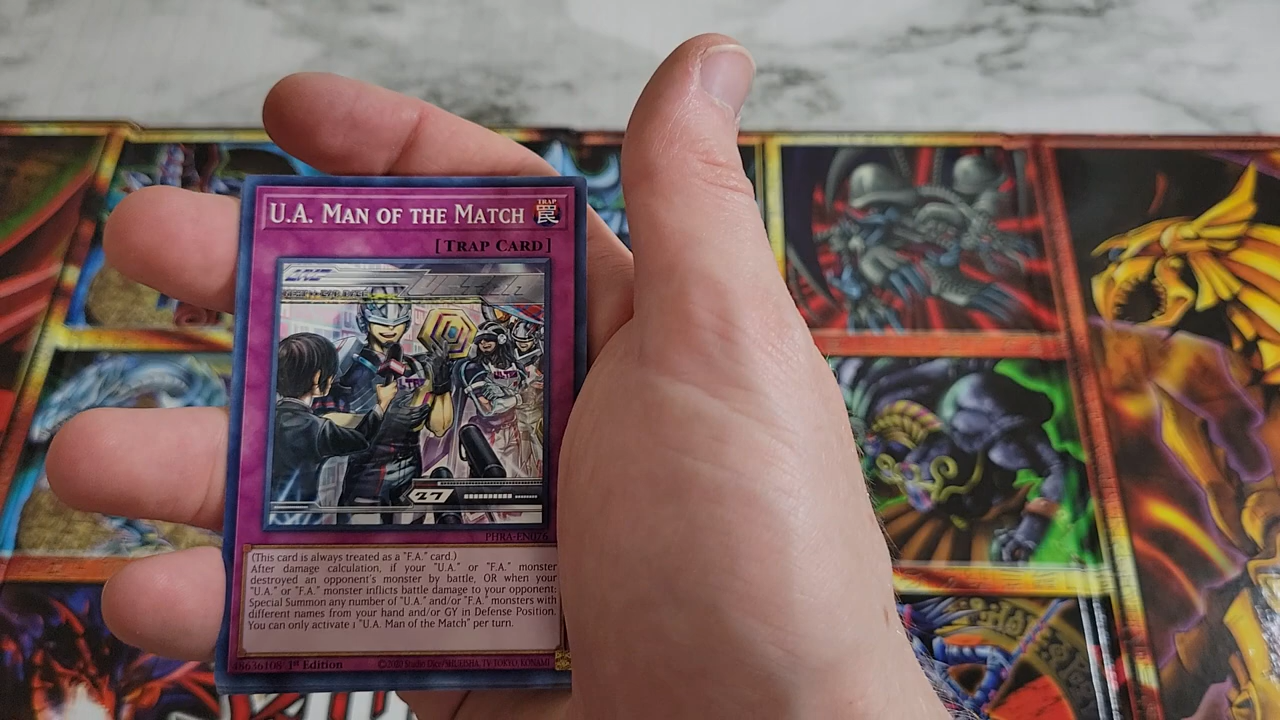 U.A. MAN OF THE MATCH
TRAP
罠
[TRAP CARD]
27
PHRA-EN076
(This card is always treated as a "F.A." card.)
After damage calculation, if your "U.A." or "F.A." monster
destroyed an opponent's monster by battle, OR when your
"U.A." or "F.A." monster inflicts battle damage to your opponent:
Special Summon any number of "U.A." and/or "F.A." monsters with
different names from your hand and/or GY in Defense Position.
You can only activate 1 "U.A. Man of the Match" per turn.
48636108 1st Edition ©2020 Studio Dice/SHUEISHA, TV TOKYO, KONAMI